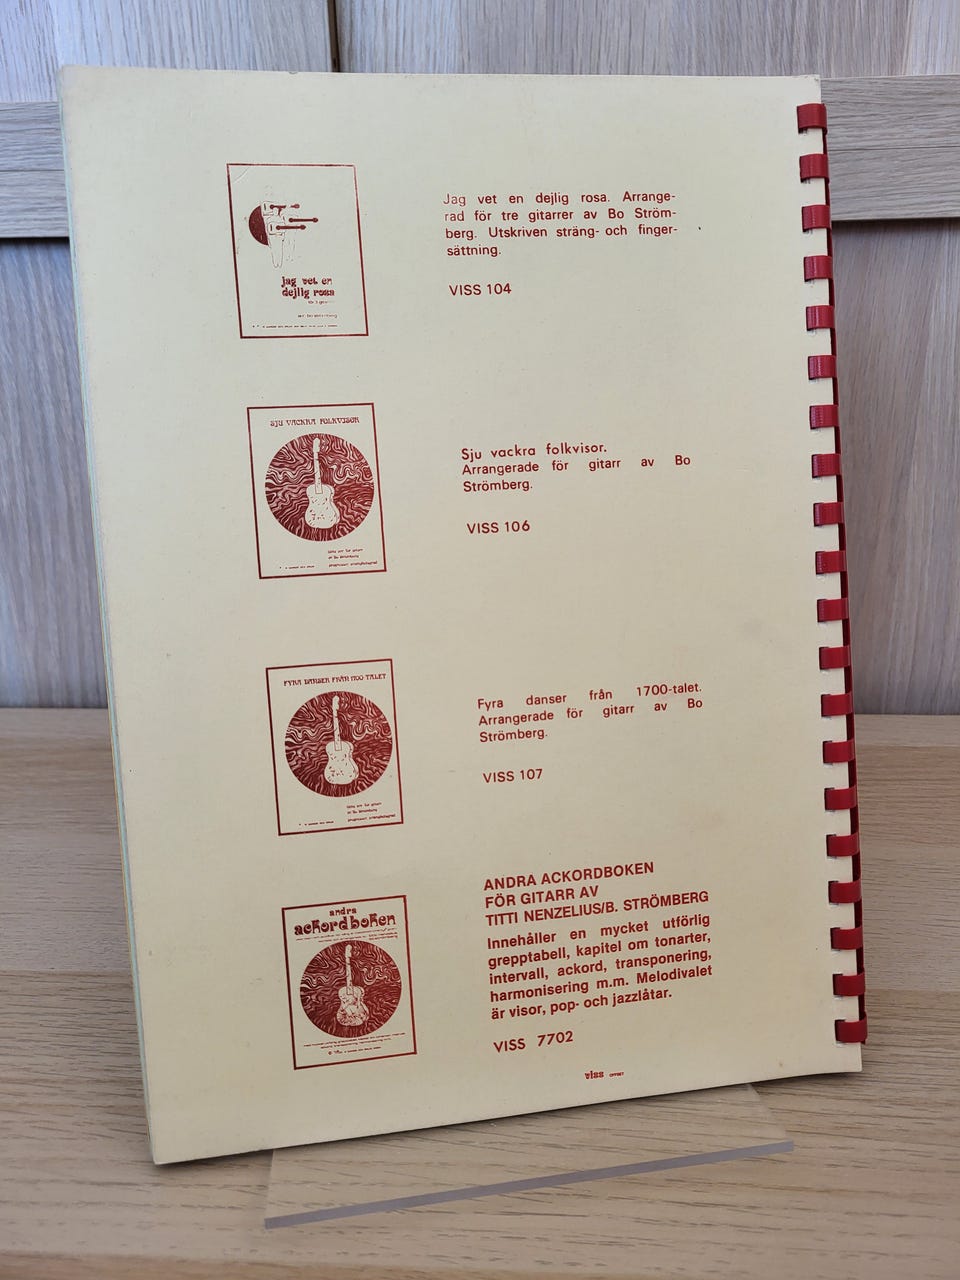 jag vet en
dejlig rosa
Jag vet en dejlig rosa. Arrange-
rad för tre gitarrer av Bo Ström-
berg. Utskriven sträng- och finger-
sättning.
VISS 104
SJU VACKRA FOLKVISOR
Sju vackra folkvisor.
Arrangerade för gitarr av Bo
Strömberg.
VISS 106
FYRA DANSER FRÅN 1700 TALET
Fyra danser från 1700-talet.
Arrangerade för gitarr av Bo
Strömberg.
VISS 107
andra
ackordboken
ANDRA ACKORDBOKEN
FÖR GITARR AV
TITTI NENZELIUS/B. STRÖMBERG
Innehåller en mycket utförlig
grepptabell, kapitel om tonarter,
intervall, ackord, transponering,
harmonisering m.m. Melodivalet
är visor, pop- och jazzlåtar.
VISS 7702
viss OFFSET